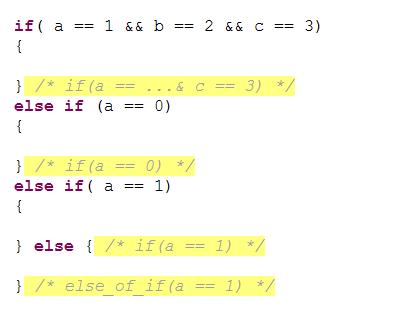 if( a == 1 && b == 2 && c == 3)
{
} /* if(a == ...& c == 3) */
else if (a == 0)
{
} /* if(a == 0) */
else if( a == 1)
{
} else { /* if(a == 1) */
} /* else_of_if(a == 1) */